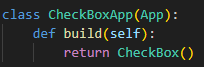 class CheckBoxApp(App):
    def build(self):
        return CheckBox()